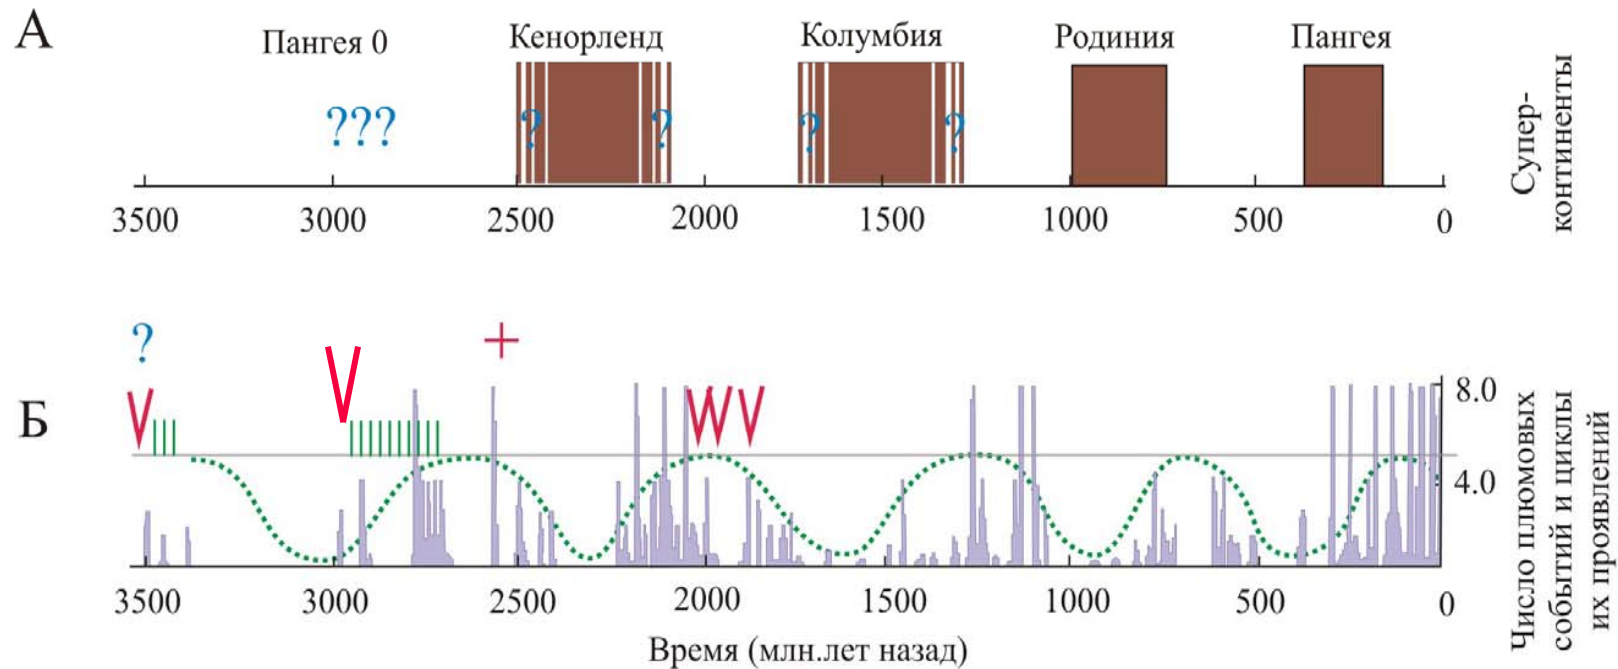 А
Пангея 0
Кенорленд
Колумбия
Родиния
Пангея
???
?
?
?
?
Супер-
континенты
3500
3000
2500
2000
1500
1000
500
0
?
Б
8.0
4.0
Число плюмовых
событий и циклы
их проявлений
3500
3000
2500
2000
1500
1000
500
0
Время (млн.лет назад)